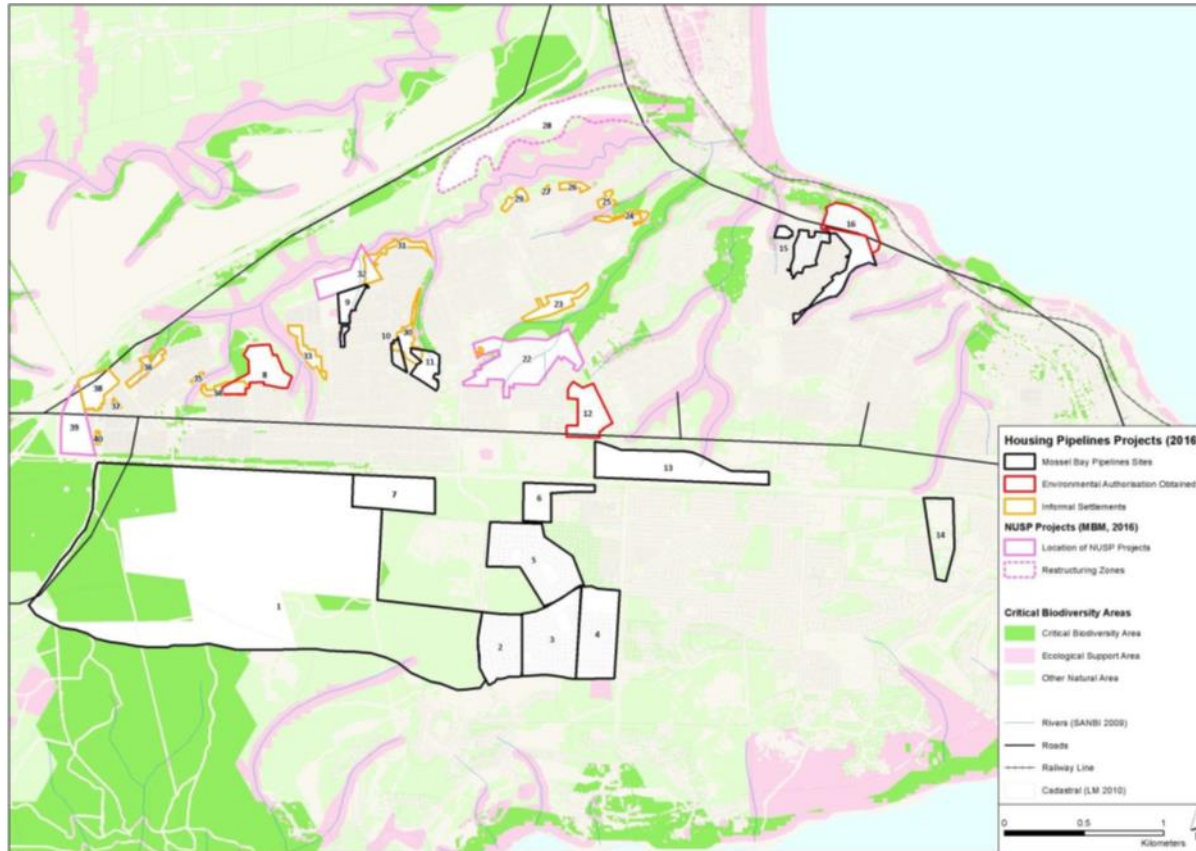 28
27
26
29
25
24
16
15
31
32
9
23
10
30
11
33
22
36
35
8
38
37
12
39
40
13
7
6
14
5
1
2
3
4
Housing Pipelines Projects (2016
Mossel Bay Pipelines Sites
Environmental Authorisation Obtained
Informal Settlements
NUSP Projects (MBM, 2016)
Location of NUSP Projects
Restructuring Zones
Critical Biodiversity Areas
Critical Biodiversity Area
Ecological Support Area
Other Natural Area
Rivers (SANBI 2009)
Roads
Railway Line
Cadastral (LM 2010)
0 0.5 1
Kilometers